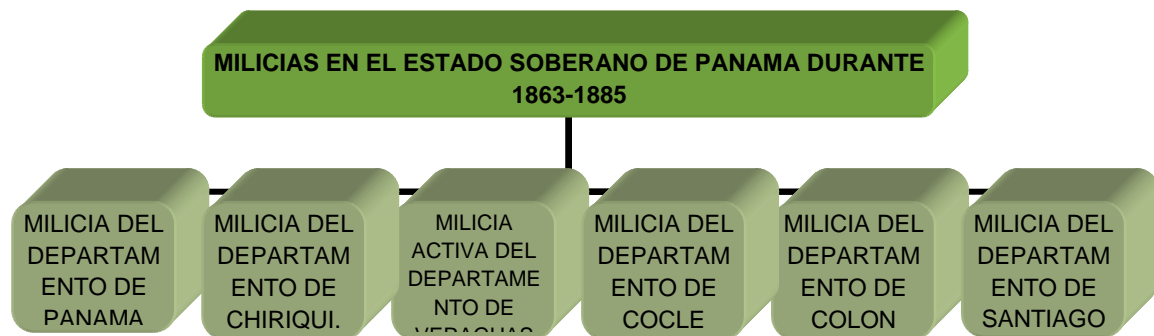 MILICIAS EN EL ESTADO SOBERANO DE PANAMA DURANTE
1863-1885
MILICIA DEL
DEPARTAM
ENTO DE
PANAMA
MILICIA DEL
DEPARTAM
ENTO DE
CHIRIQUI.
MILICIA
ACTIVA DEL
DEPARTAME
NTO DE
VERAGUAS
MILICIA DEL
DEPARTAM
ENTO DE
COCLE
MILICIA DEL
DEPARTAM
ENTO DE
COLON
MILICIA DEL
DEPARTAM
ENTO DE
SANTIAGO